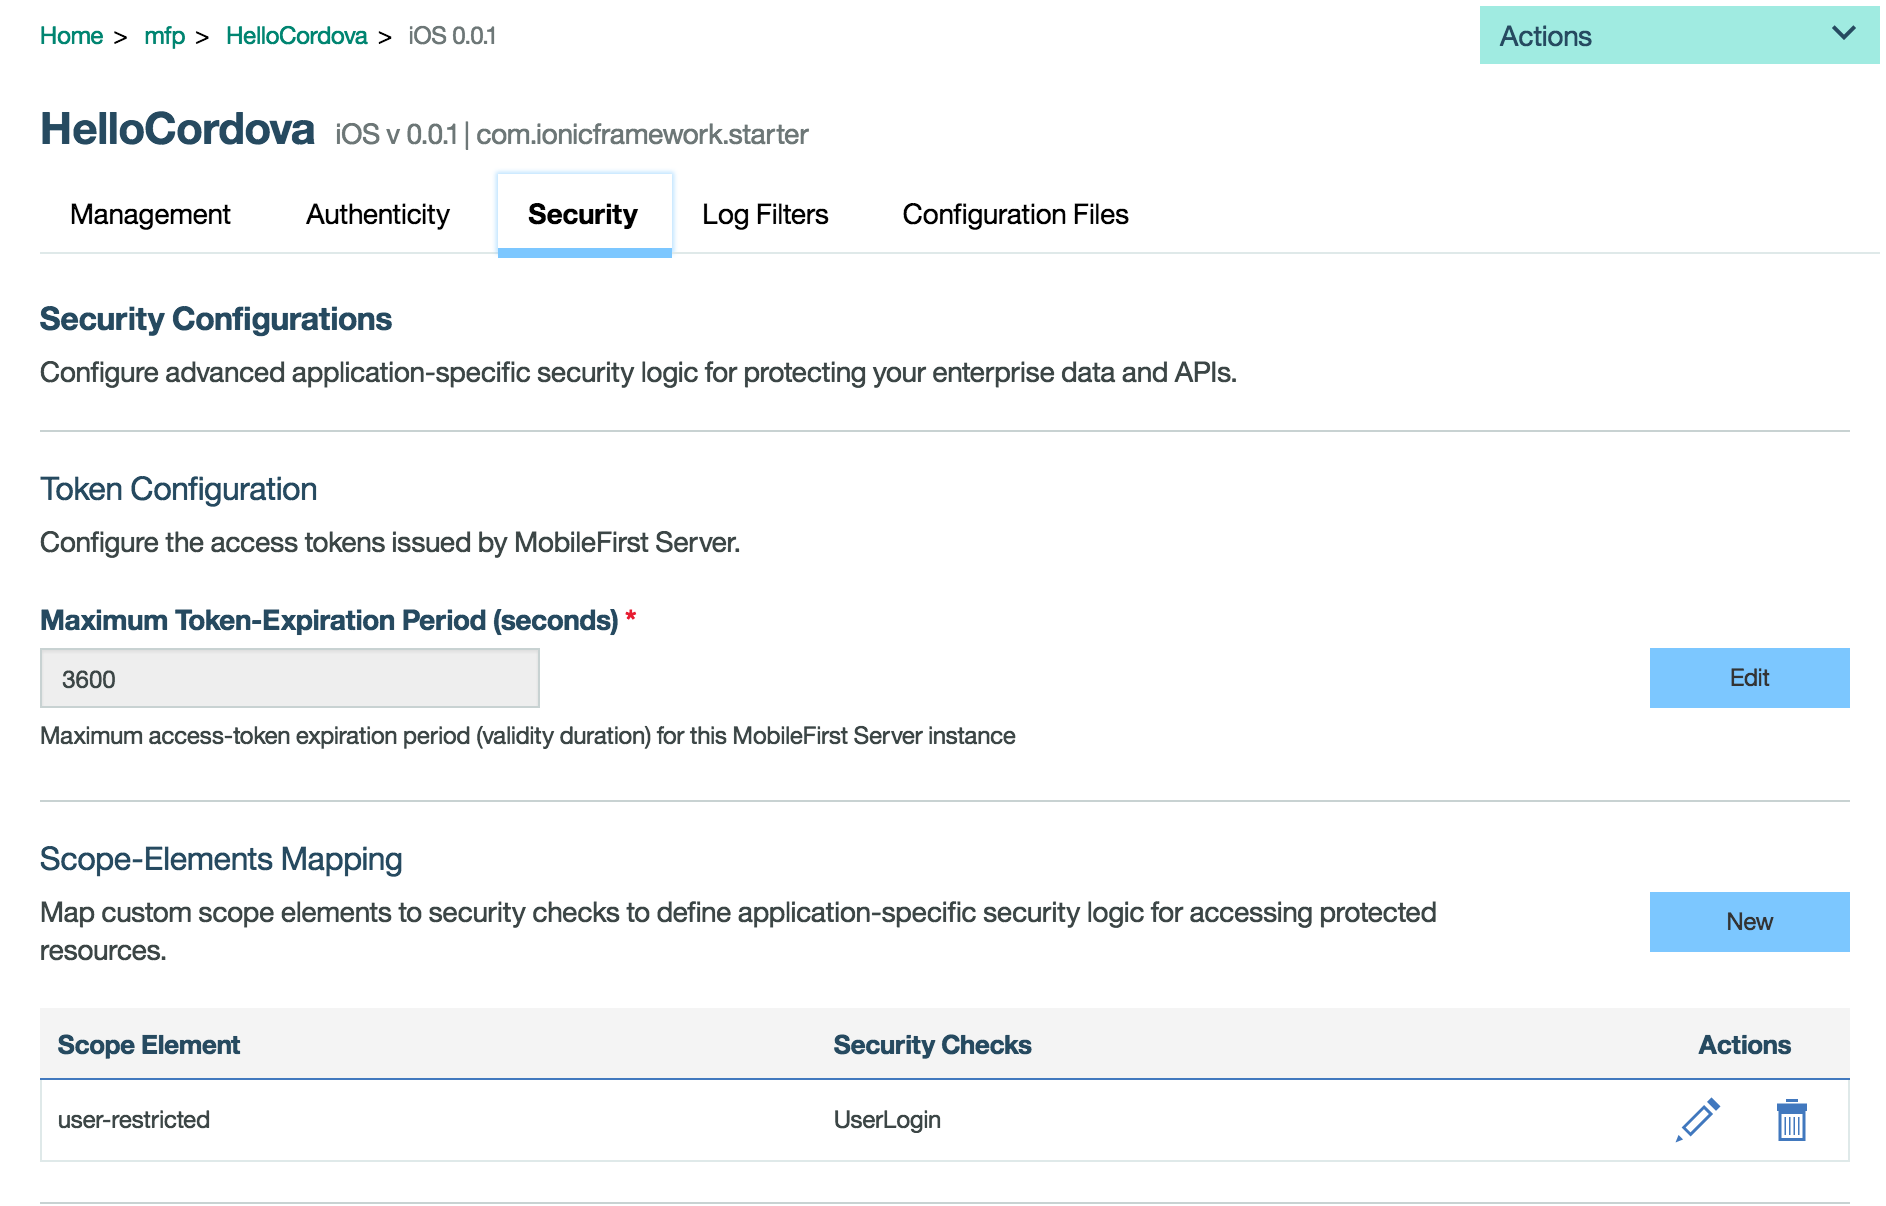 Home > mfp > HelloCordova > iOS 0.0.1
Actions
HelloCordova iOS v 0.0.1 | com.ionicframework.starter
Management Authenticity Security Log Filters Configuration Files
Security Configurations
Configure advanced application-specific security logic for protecting your enterprise data and APIs.
Token Configuration
Configure the access tokens issued by MobileFirst Server.
Maximum Token-Expiration Period (seconds) *
3600
Edit
Maximum access-token expiration period (validity duration) for this MobileFirst Server instance
Scope-Elements Mapping
Map custom scope elements to security checks to define application-specific security logic for accessing protected
resources.
New
Scope Element Security Checks Actions
user-restricted UserLogin